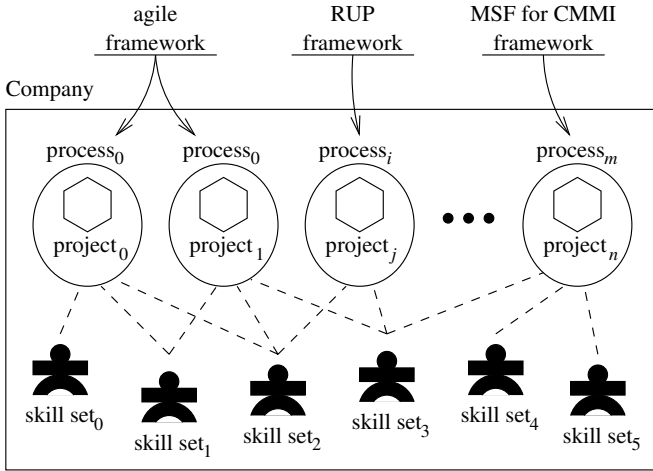 agile RUP MSF for CMMI
framework framework framework
Company
process₀ process₀ processᵢ processₘ
project₀ project₁ projectⱼ projectₙ
skill set₀ skill set₁ skill set₂ skill set₃ skill set₄ skill set₅